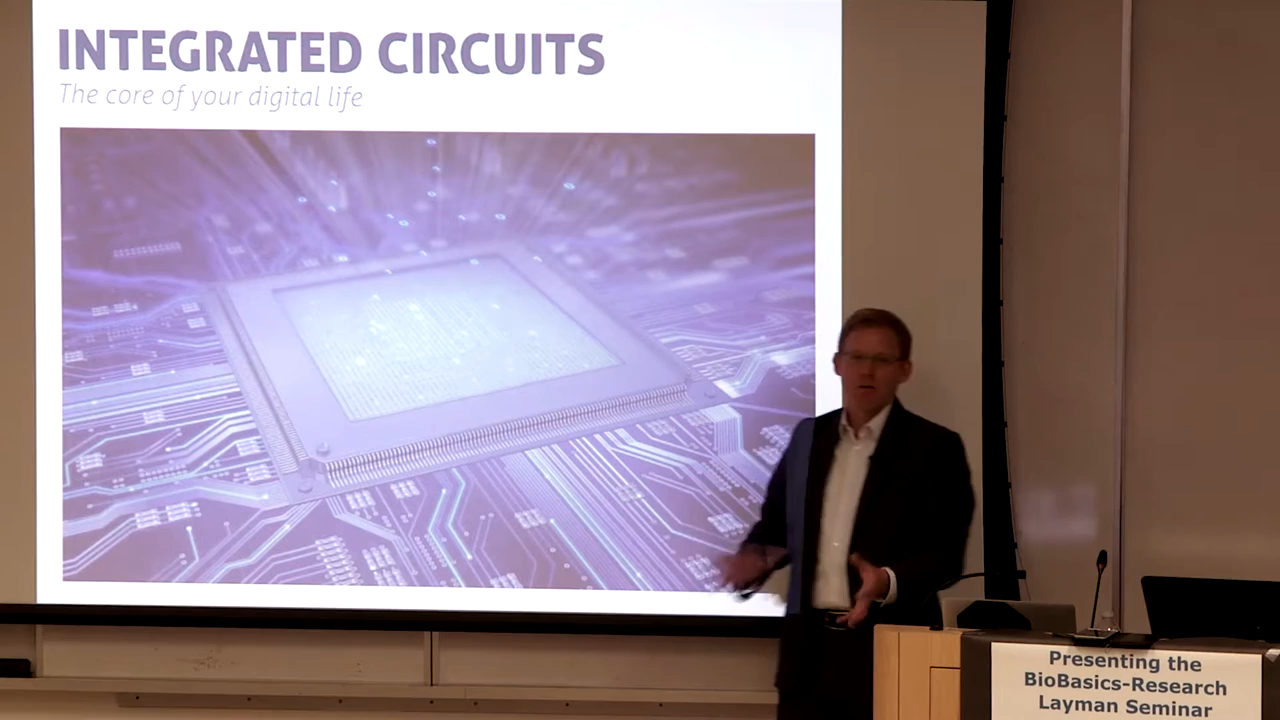 INTEGRATED CIRCUITS
The core of your digital life
Presenting the
BioBasics-Research
Layman Seminar